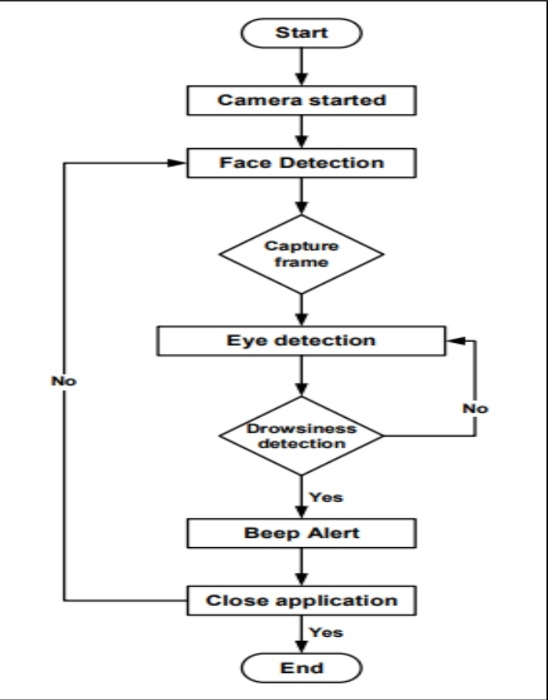 Start
Camera started
Face Detection
Capture
frame
Eye detection
No
No
Drowsiness
detection
Yes
Beep Alert
Close application
Yes
End